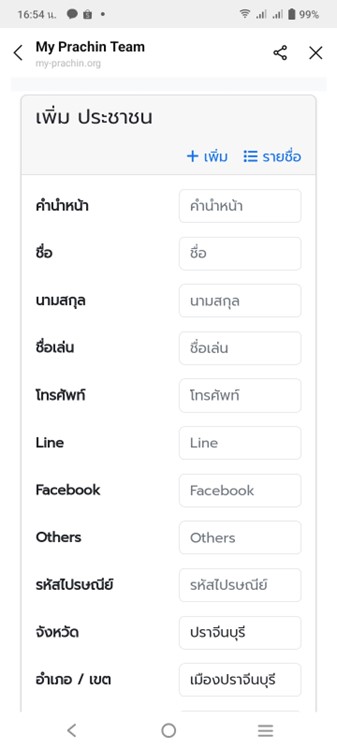 16:54 น.
99%
My Prachin Team
my-prachin.org
เพิ่ม ประชาชน
เพิ่ม รายชื่อ
คำนำหน้า คำนำหน้า
ชื่อ ชื่อ
นามสกุล นามสกุล
ชื่อเล่น ชื่อเล่น
โทรศัพท์ โทรศัพท์
Line Line
Facebook Facebook
Others Others
รหัสไปรษณีย์ รหัสไปรษณีย์
จังหวัด ปราจีนบุรี
อำเภอ / เขต เมืองปราจีนบุรี